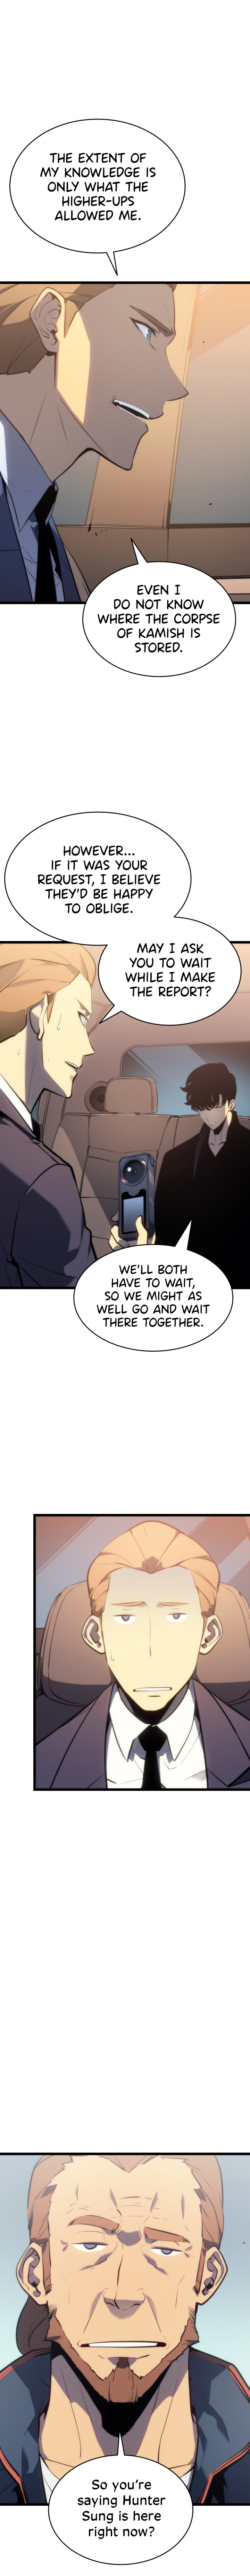 THE EXTENT OF
MY KNOWLEDGE IS
ONLY WHAT THE
HIGHER-UPS
ALLOWED ME.
EVEN I
DO NOT KNOW
WHERE THE CORPSE
OF KAMISH IS
STORED.
HOWEVER...
IF IT WAS YOUR
REQUEST, I BELIEVE
THEY'D BE HAPPY
TO OBLIGE.
MAY I ASK
YOU TO WAIT
WHILE I MAKE
THE REPORT?
WE'LL BOTH
HAVE TO WAIT,
SO WE MIGHT AS
WELL GO AND WAIT
THERE TOGETHER.
So you're
saying Hunter
Sung is here
right now?